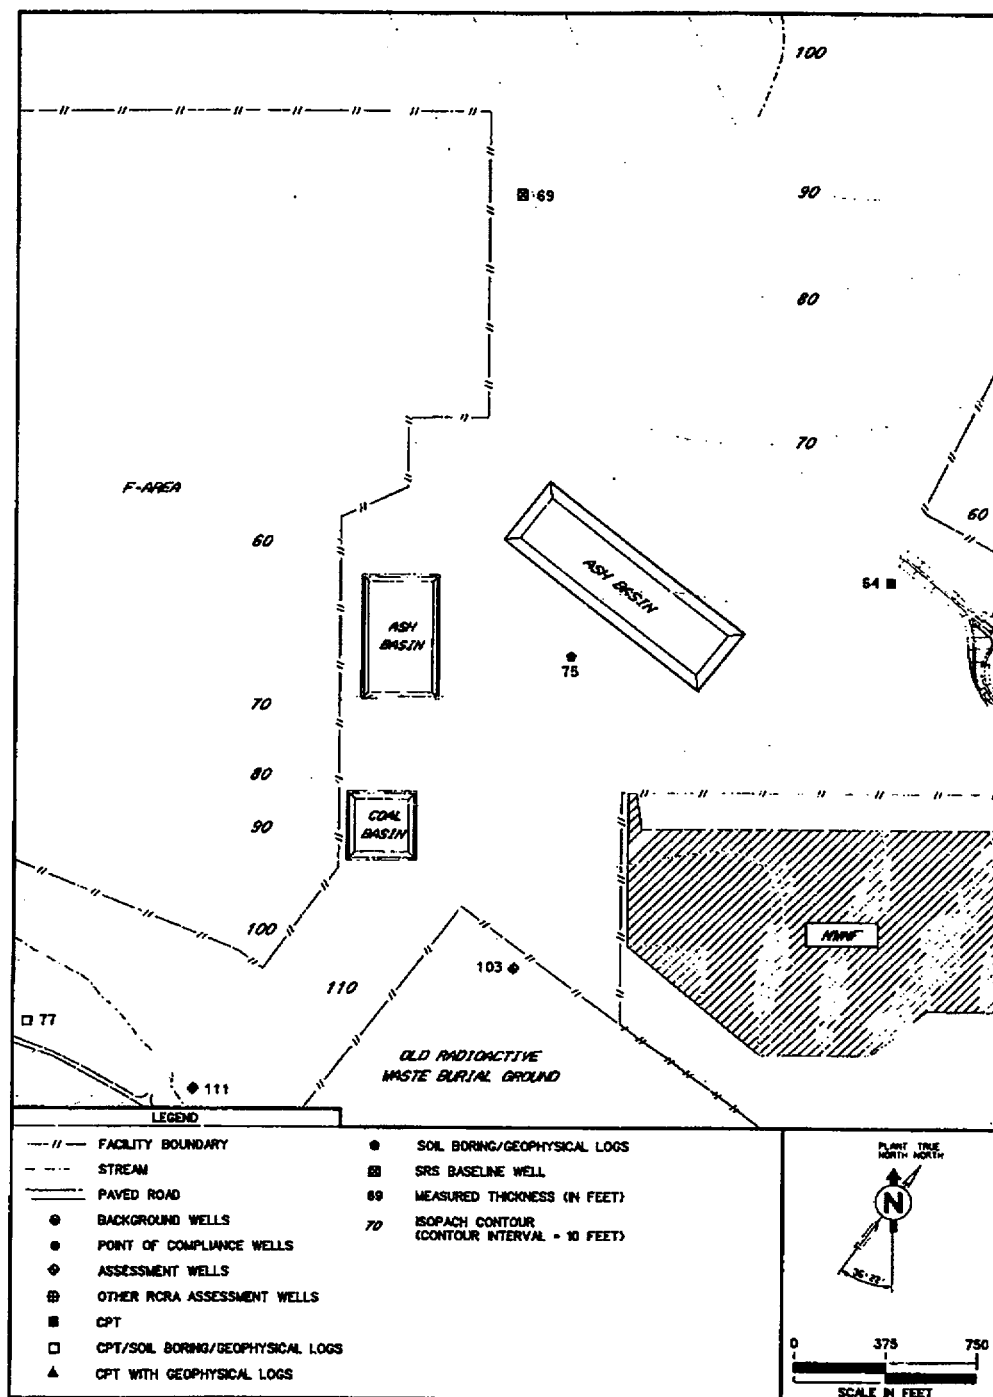 100
69
90
80
70
F-AREA
60
60
ASH BASIN
64
ASH
BASIN
75
70
80
COAL
BASIN
90
100
103
110
77
OLD RADIOACTIVE
WASTE BURIAL GROUND
111
LEGEND
FACILITY BOUNDARY
STREAM
PAVED ROAD
BACKGROUND WELLS
POINT OF COMPLIANCE WELLS
ASSESSMENT WELLS
OTHER RCRA ASSESSMENT WELLS
CPT
CPT/SOIL BORING/GEOPHYSICAL LOGS
CPT WITH GEOPHYSICAL LOGS
SOIL BORING/GEOPHYSICAL LOGS
SRS BASELINE WELL
69 MEASURED THICKNESS (IN FEET)
70 ISOPACH CONTOUR
(CONTOUR INTERVAL = 10 FEET)
PLANT TRUE
NORTH NORTH
N
0 375 750
SCALE IN FEET